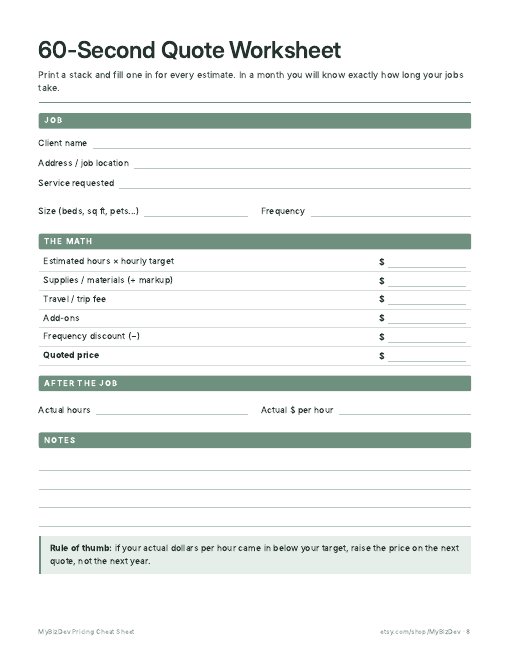 60-Second Quote Worksheet
Print a stack and fill one in for every estimate. In a month you will know exactly how long your jobs
take.
JOB
Client name
Address / job location
Service requested
Size (beds, sq ft, pets...) Frequency
THE MATH
Estimated hours × hourly target $
Supplies / materials (+ markup) $
Travel / trip fee $
Add-ons $
Frequency discount (−) $
Quoted price $
AFTER THE JOB
Actual hours Actual $ per hour
NOTES
Rule of thumb: if your actual dollars per hour came in below your target, raise the price on the next
quote, not the next year.
MyBizDev Pricing Cheat Sheet etsy.com/shop/MyBizDev · 8